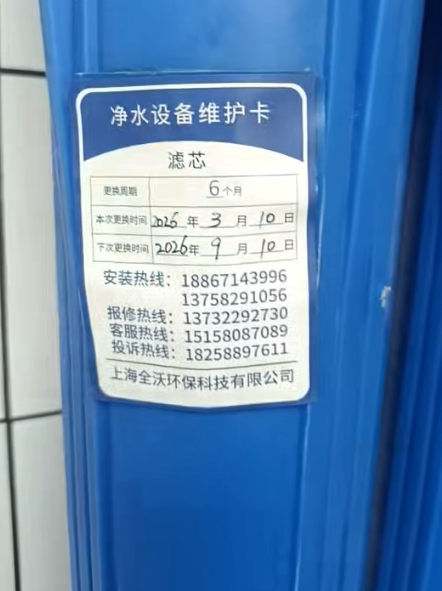 净水设备维护卡
滤芯
更换周期 6个月
本次更换时间 2026年3月10日
下次更换时间 2026年9月10日
安装热线：18867143996
13758291056
报修热线：13732292730
客服热线：15158087089
投诉热线：18258897611
上海全沃环保科技有限公司